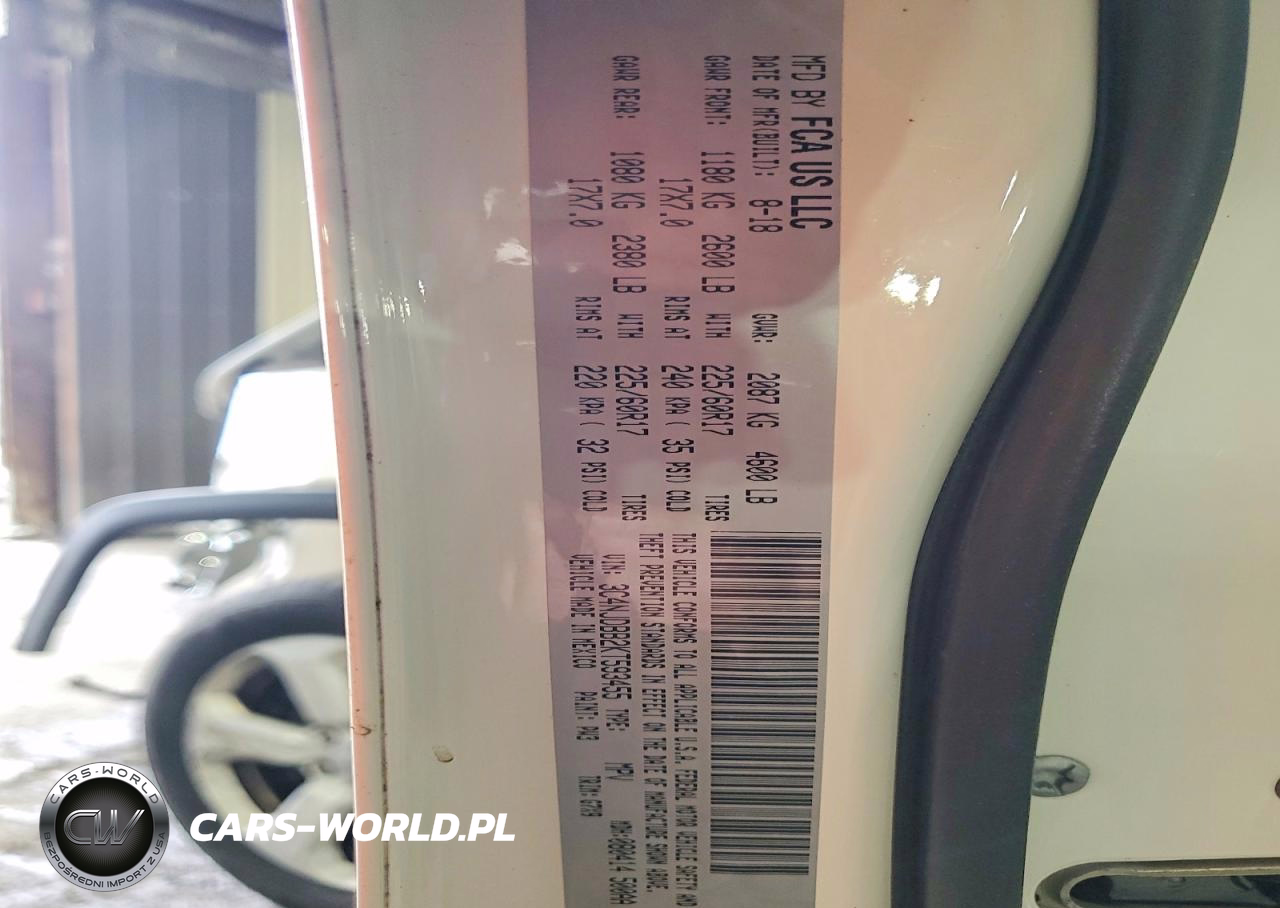 MFD BY FCA US LLC
DATE OF MFR(BUILT): 8-18 GVWR: 2087 KG 4600 LB
GAWR FRONT: 1180 KG 2600 LB WITH 225/60R17 TIRES
17X7.0 RIMS AT 240 KPA ( 35 PSI) COLD
GAWR REAR: 1080 KG 2380 LB WITH 225/60R17 TIRES
17X7.0 RIMS AT 220 KPA ( 32 PSI) COLD
THIS VEHICLE CONFORMS TO ALL APPLICABLE U.S.A. FEDERAL MOTOR VEHICLE SAFETY AND
THEFT PREVENTION STANDARDS IN EFFECT ON THE DATE OF MANUFACTURE SHOWN ABOVE.
VIN: 3C4NJDBB2KT593455 TYPE: MPV
VEHICLE MADE IN MEXICO PAINT: PW3 TRIM:
CARS-WORLD
CW
BEZPOŚREDNI IMPORT Z USA
CARS-WORLD.PL